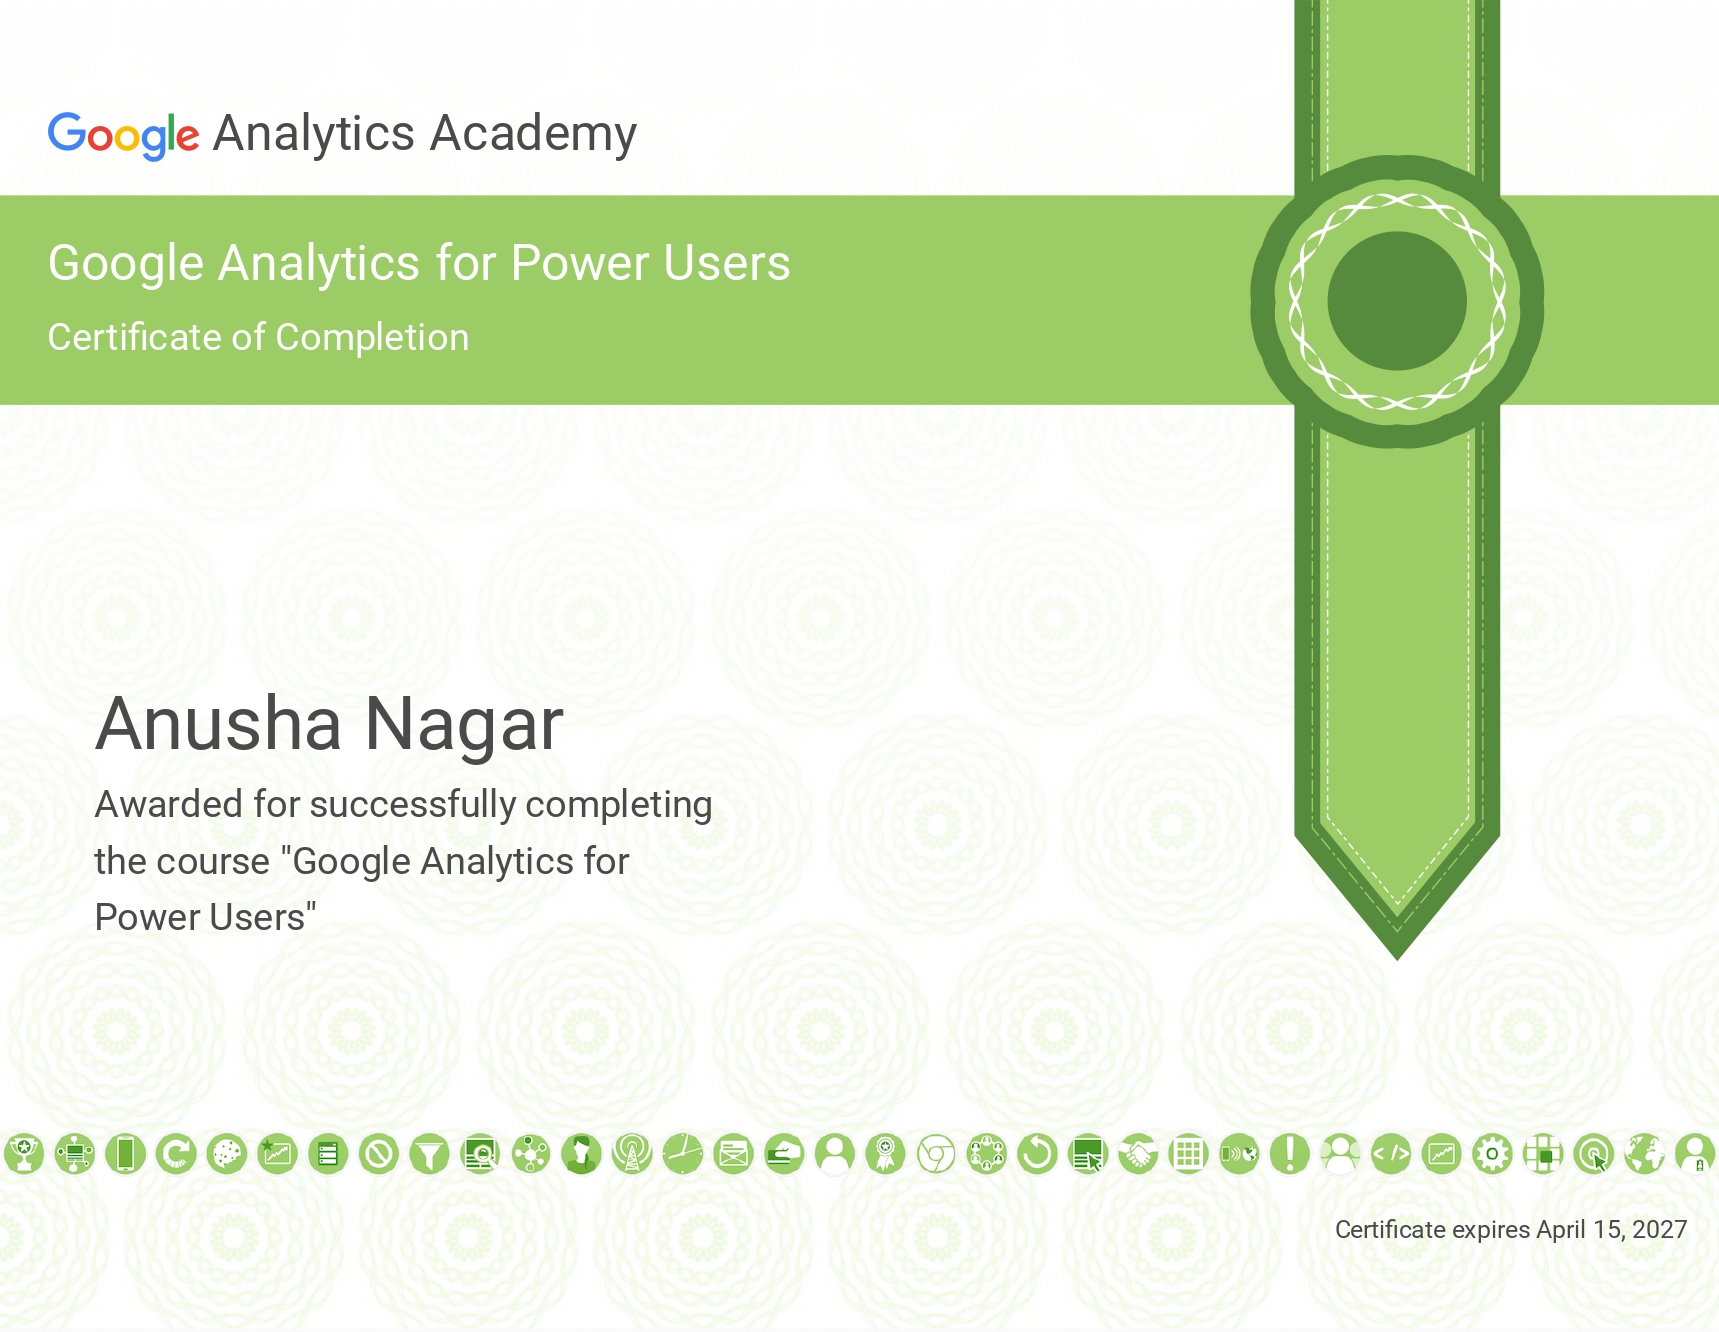 Google Analytics Academy
Google Analytics for Power Users
Certificate of Completion
Anusha Nagar
Awarded for successfully completing
the course "Google Analytics for
Power Users"
Certificate expires April 15, 2027